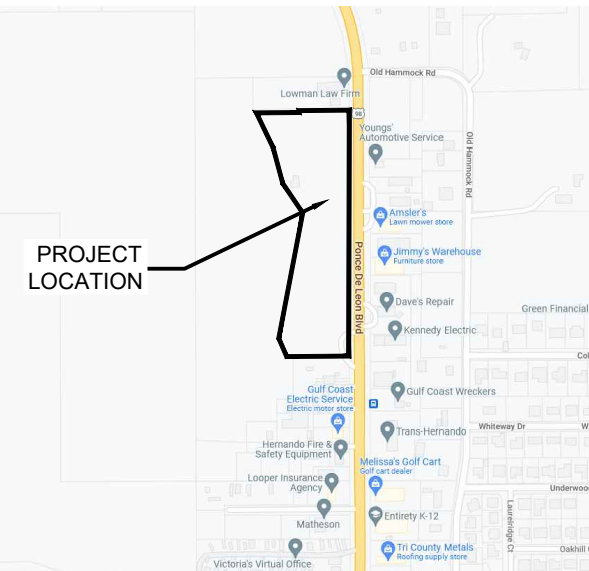 Old Hammock Rd
Lowman Law Firm
98
Youngs'
Automotive Service
Old Hammock Rd
Amsler's
Lawn mower store
PROJECT
LOCATION
Jimmy's Warehouse
Furniture store
Ponce De Leon Blvd
Dave's Repair
Green Financial
Kennedy Electric
Col
Gulf Coast
Electric Service
Electric motor store
Gulf Coast Wreckers
Trans-Hernando
Whiteway Dr
W
Hernando Fire &
Safety Equipment
Melissa's Golf Cart
Golf cart dealer
Looper Insurance
Agency
Underwoo
Matheson
Entirety K-12
Laurelridge Ct
Tri County Metals
Roofing supply store
Oakhill
Victoria's Virtual Office